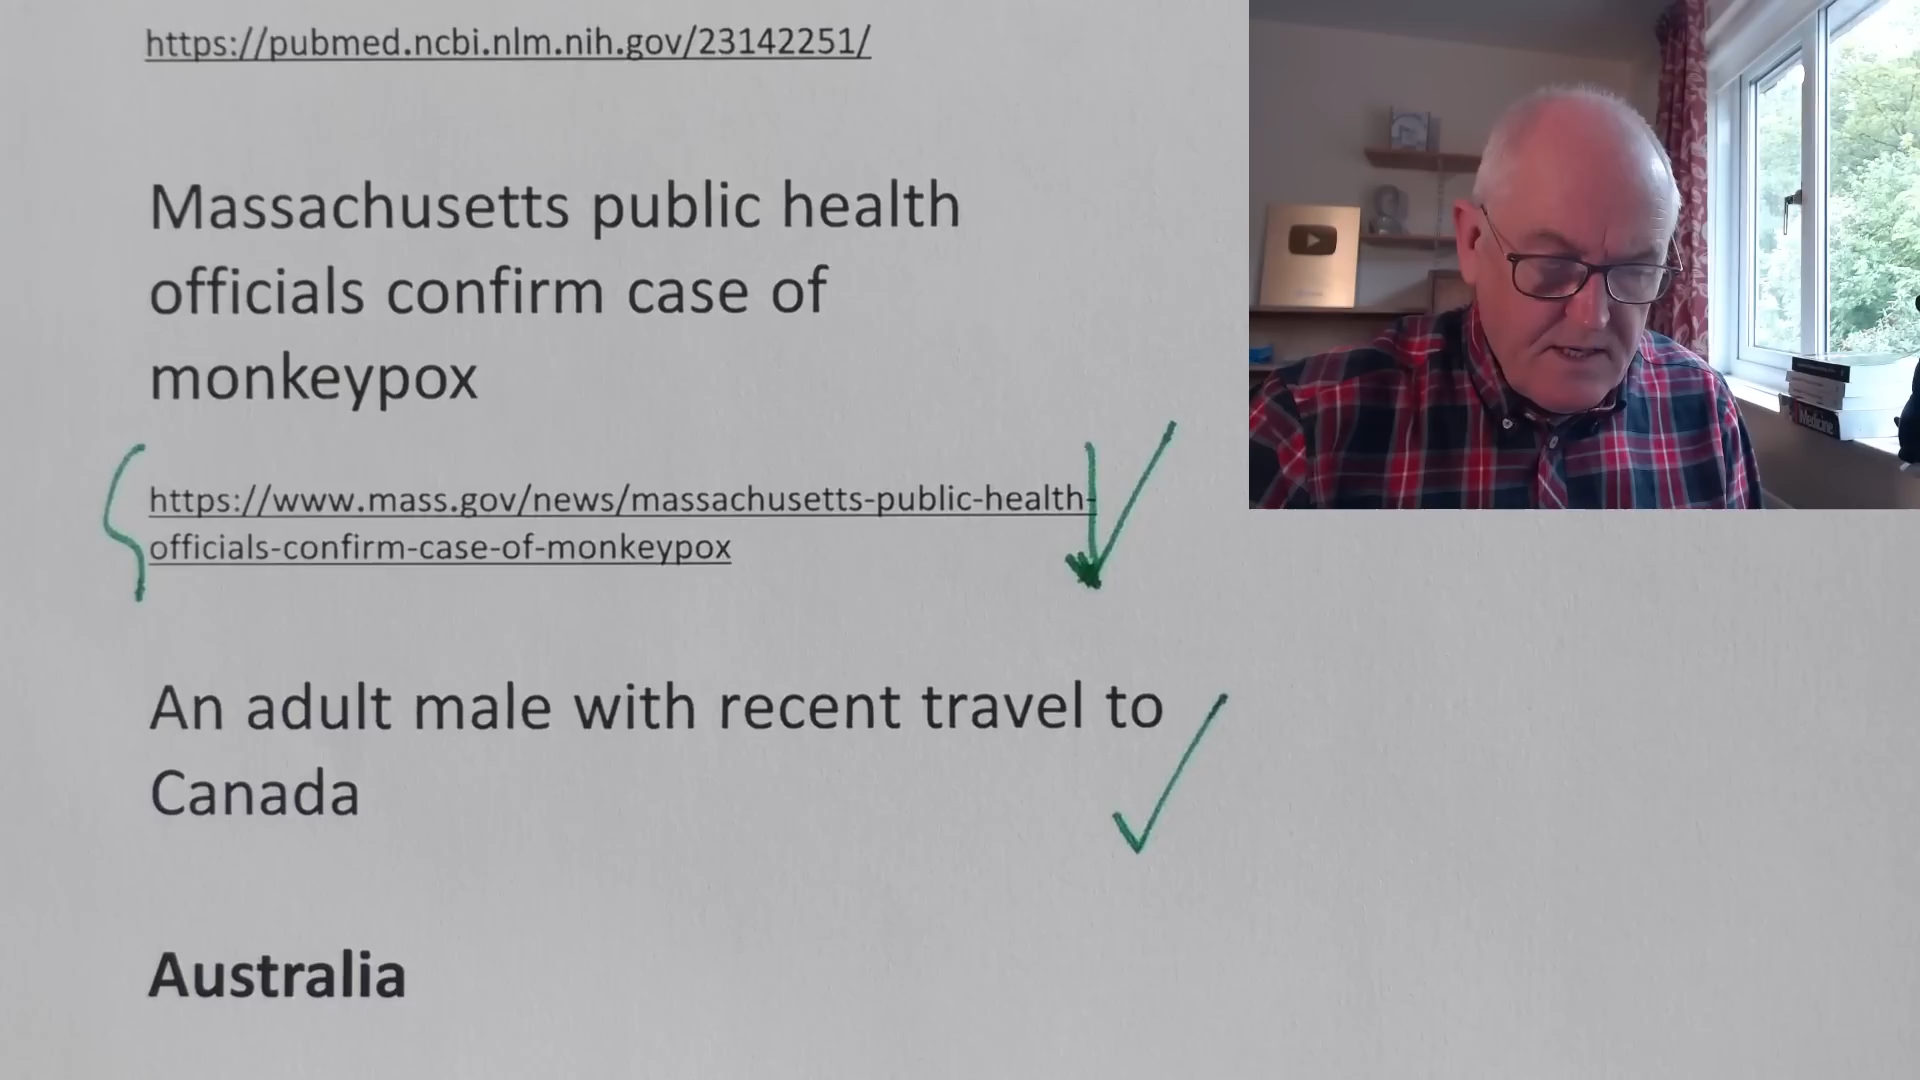 https://pubmed.ncbi.nlm.nih.gov/23142251/
Massachusetts public health
officials confirm case of
monkeypox
https://www.mass.gov/news/massachusetts-public-health-
officials-confirm-case-of-monkeypox
An adult male with recent travel to
Canada
Australia
Medicine